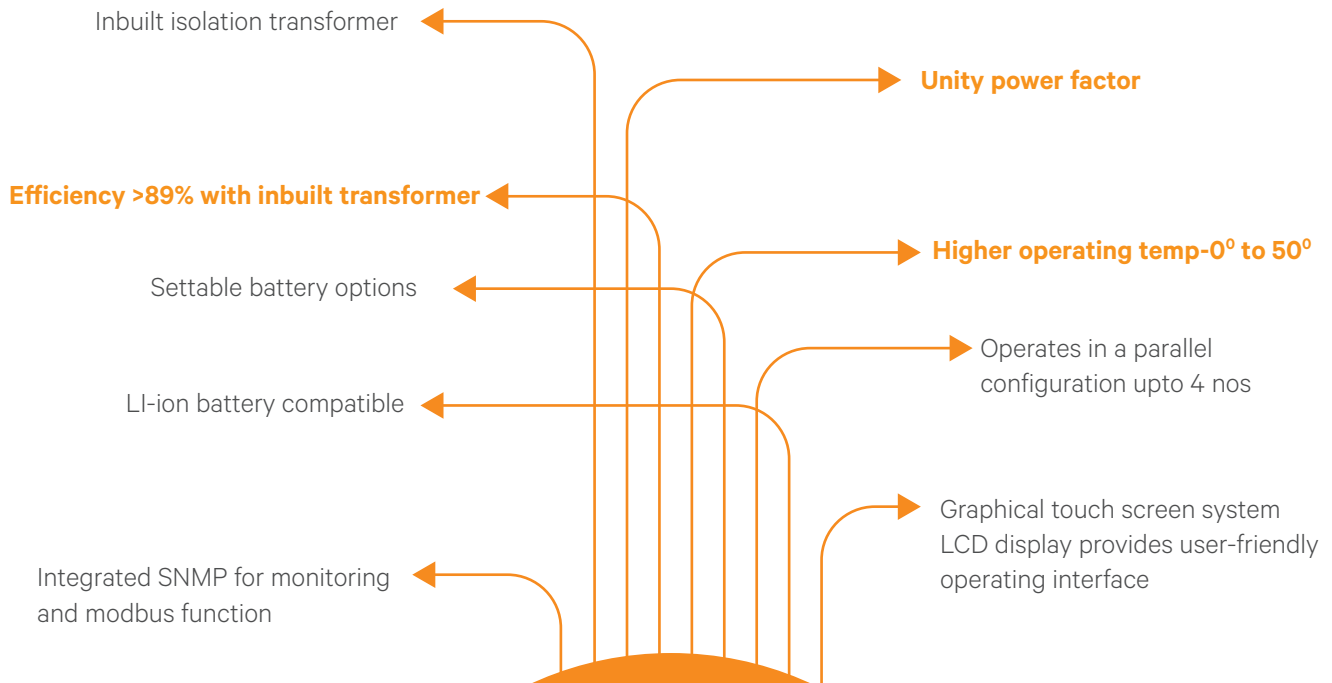 Inbuilt isolation transformer
Unity power factor
Efficiency >89% with inbuilt transformer
Higher operating temp-0⁰ to 50⁰
Settable battery options
Operates in a parallel
configuration upto 4 nos
LI-ion battery compatible
Graphical touch screen system
LCD display provides user-friendly
operating interface
Integrated SNMP for monitoring
and modbus function